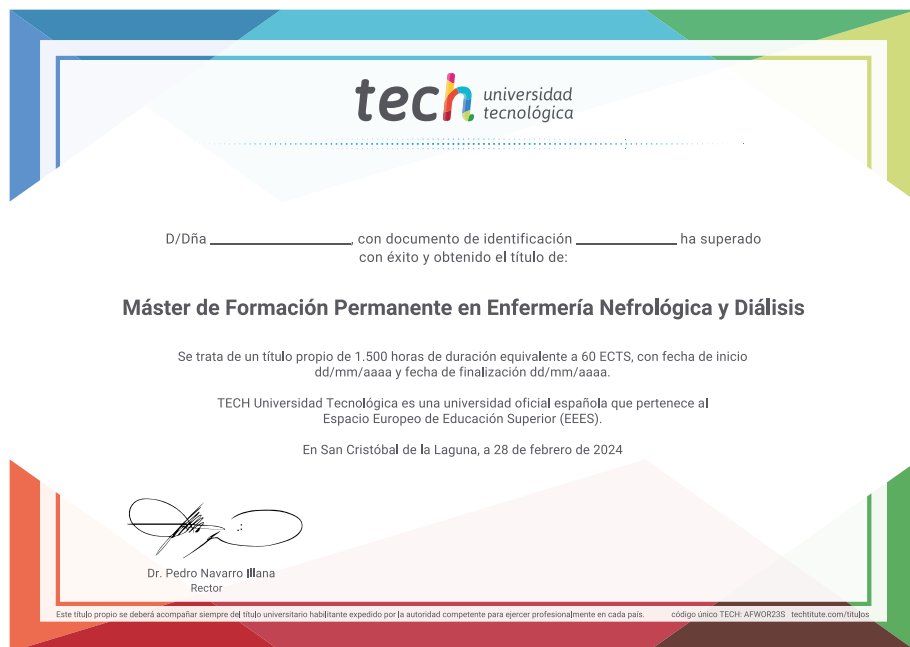 tech universidad
tecnológica
D/Dña ______________, con documento de identificación __________ ha superado
con éxito y obtenido el título de:
Máster de Formación Permanente en Enfermería Nefrológica y Diálisis
Se trata de un título propio de 1.500 horas de duración equivalente a 60 ECTS, con fecha de inicio
dd/mm/aaaa y fecha de finalización dd/mm/aaaa.
TECH Universidad Tecnológica es una universidad oficial española que pertenece al
Espacio Europeo de Educación Superior (EEES).
En San Cristóbal de la Laguna, a 28 de febrero de 2024
Dr. Pedro Navarro Illana
Rector
Este título propio se deberá acompañar siempre del título universitario habilitante expedido por la autoridad competente para ejercer profesionalmente en cada país. código único TECH: AFWOR23S techtitute.com/titulos